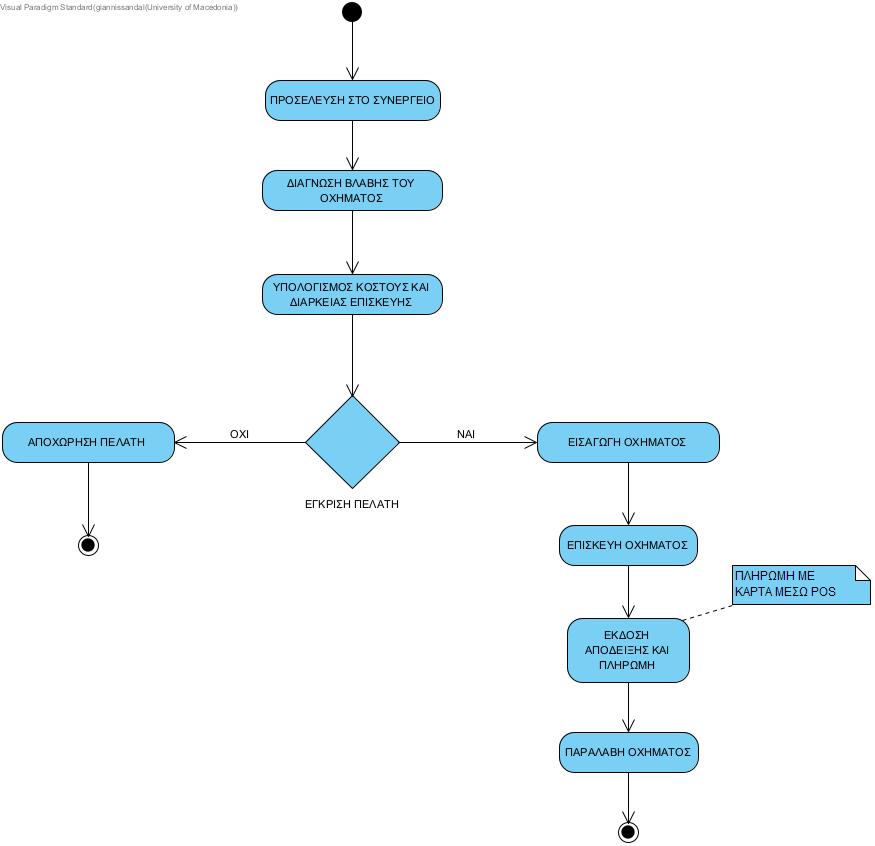 Visual Paradigm Standard(giannissandal(University of Macedonia))
ΠΡΟΣΕΛΕΥΣΗ ΣΤΟ ΣΥΝΕΡΓΕΙΟ
ΔΙΑΓΝΩΣΗ ΒΛΑΒΗΣ ΤΟΥ
ΟΧΗΜΑΤΟΣ
ΥΠΟΛΟΓΙΣΜΟΣ ΚΟΣΤΟΥΣ ΚΑΙ
ΔΙΑΡΚΕΙΑΣ ΕΠΙΣΚΕΥΗΣ
ΟΧΙ
ΝΑΙ
ΑΠΟΧΩΡΗΣΗ ΠΕΛΑΤΗ
ΕΙΣΑΓΩΓΗ ΟΧΗΜΑΤΟΣ
ΕΓΚΡΙΣΗ ΠΕΛΑΤΗ
ΕΠΙΣΚΕΥΗ ΟΧΗΜΑΤΟΣ
ΠΛΗΡΩΜΗ ΜΕ
ΚΑΡΤΑ ΜΕΣΩ POS
ΕΚΔΟΣΗ
ΑΠΟΔΕΙΞΗΣ ΚΑΙ
ΠΛΗΡΩΜΗ
ΠΑΡΑΛΑΒΗ ΟΧΗΜΑΤΟΣ